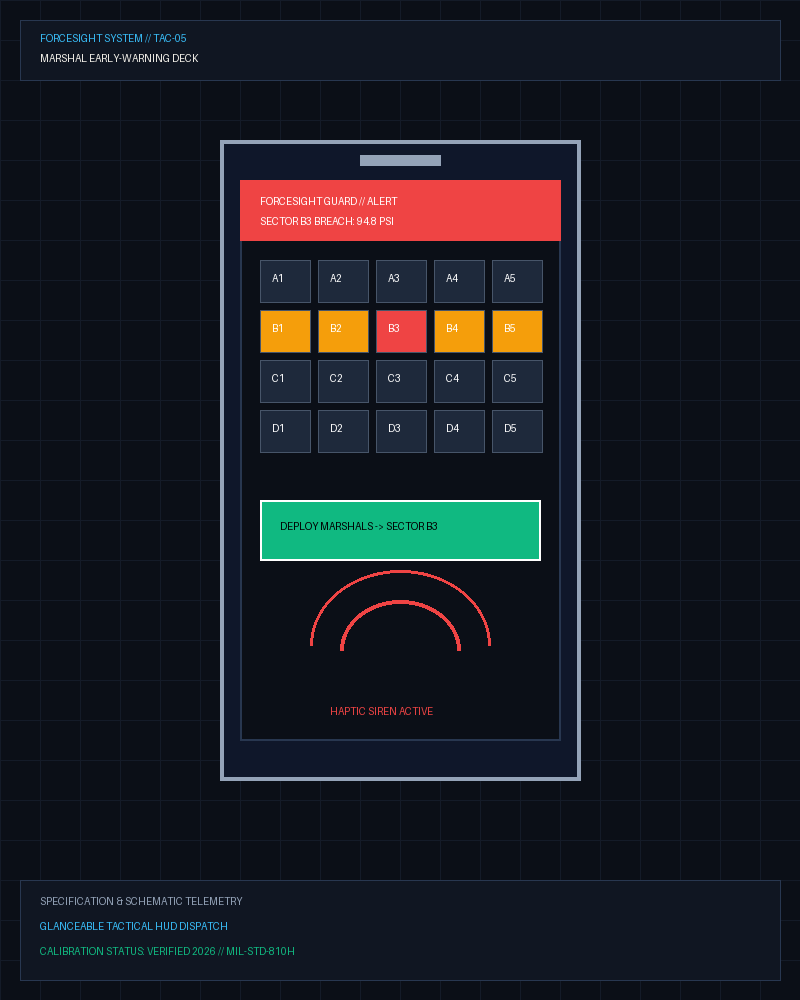 FORCESIGHT SYSTEM // TAC-05
MARSHAL EARLY-WARNING DECK
FORCESIGHT GUARD // ALERT
SECTOR B3 BREACH: 94.8 PSI
A1 A2 A3 A4 A5
B1 B2 B3 B4 B5
C1 C2 C3 C4 C5
D1 D2 D3 D4 D5
DEPLOY MARSHALS -> SECTOR B3
HAPTIC SIREN ACTIVE
SPECIFICATION & SCHEMATIC TELEMETRY
GLANCEABLE TACTICAL HUD DISPATCH
CALIBRATION STATUS: VERIFIED 2026 // MIL-STD-810H